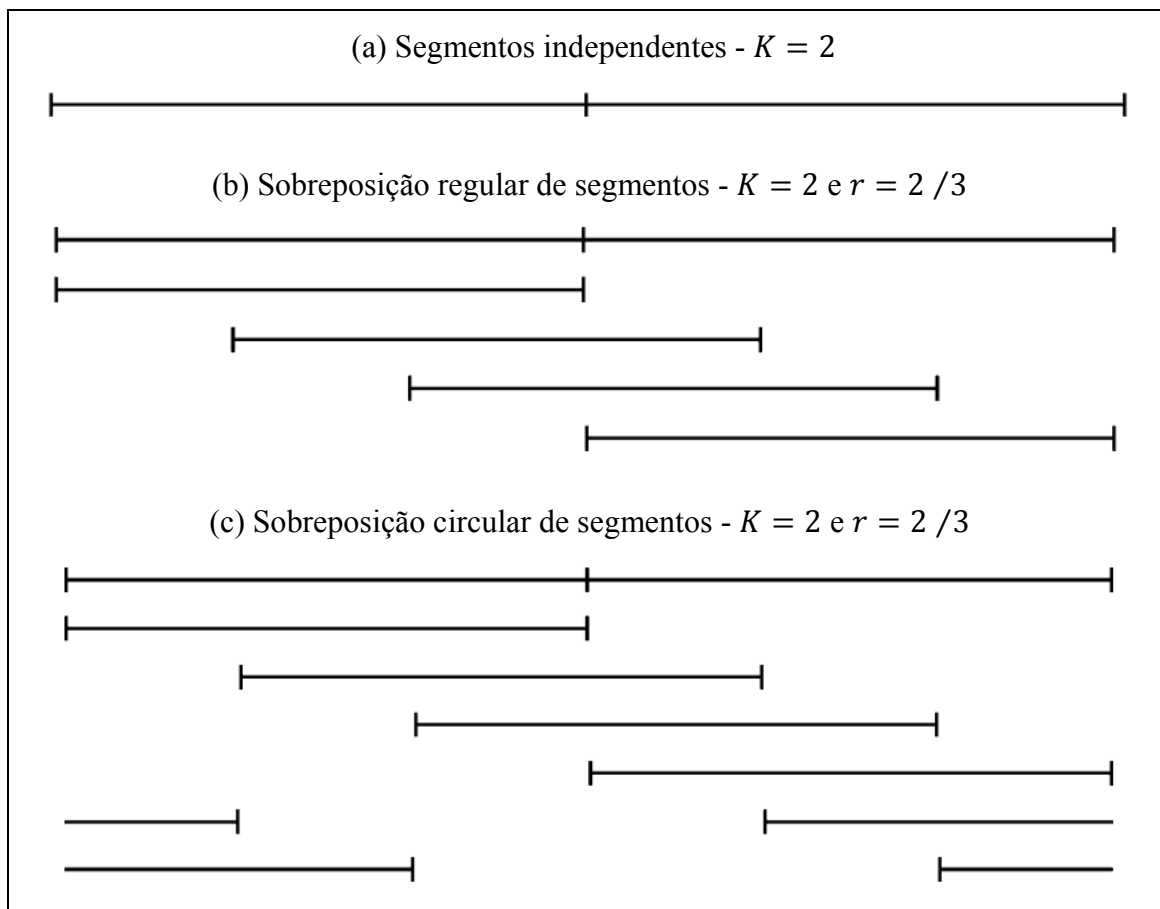 (a) Segmentos independentes - K = 2
(b) Sobreposição regular de segmentos - K = 2 e r = 2 /3
(c) Sobreposição circular de segmentos - K = 2 e r = 2 /3